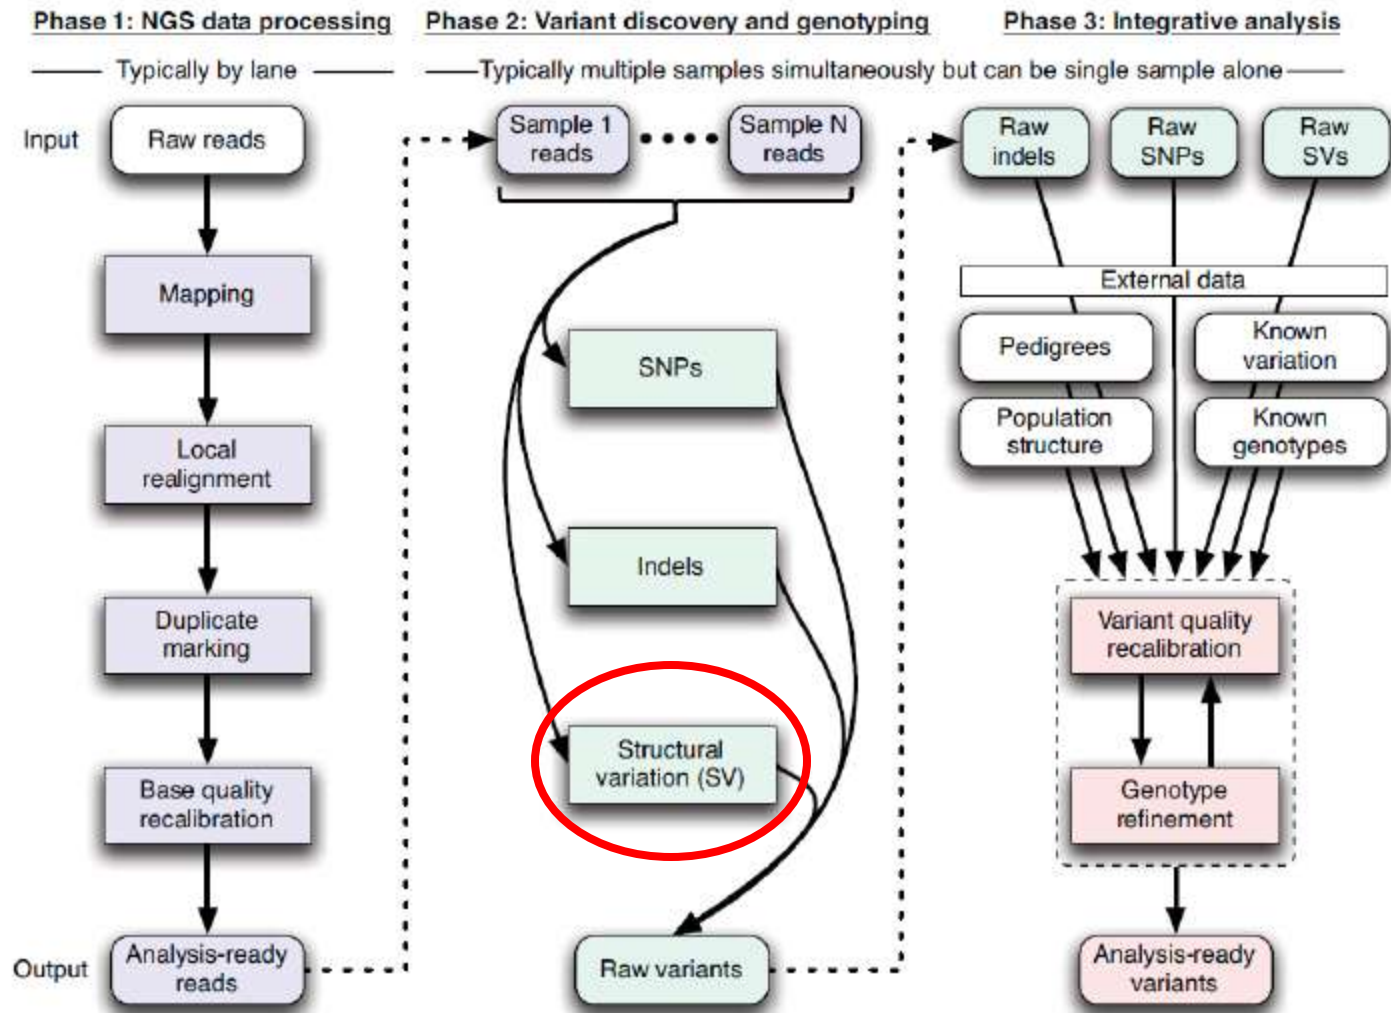 Phase 1: NGS data processing
Typically by lane
Input
Raw reads
Mapping
Local
realignment
Duplicate
marking
Base quality
recalibration
Output
Analysis-ready
reads
Phase 2: Variant discovery and genotyping
Typically multiple samples simultaneously but can be single sample alone
Sample 1
reads
Sample N
reads
SNPs
Indels
Structural
variation (SV)
Raw variants
Phase 3: Integrative analysis
Raw
indels
Raw
SNPs
Raw
SVs
External data
Pedigrees
Known
variation
Population
structure
Known
genotypes
Variant quality
recalibration
Genotype
refinement
Analysis-ready
variants